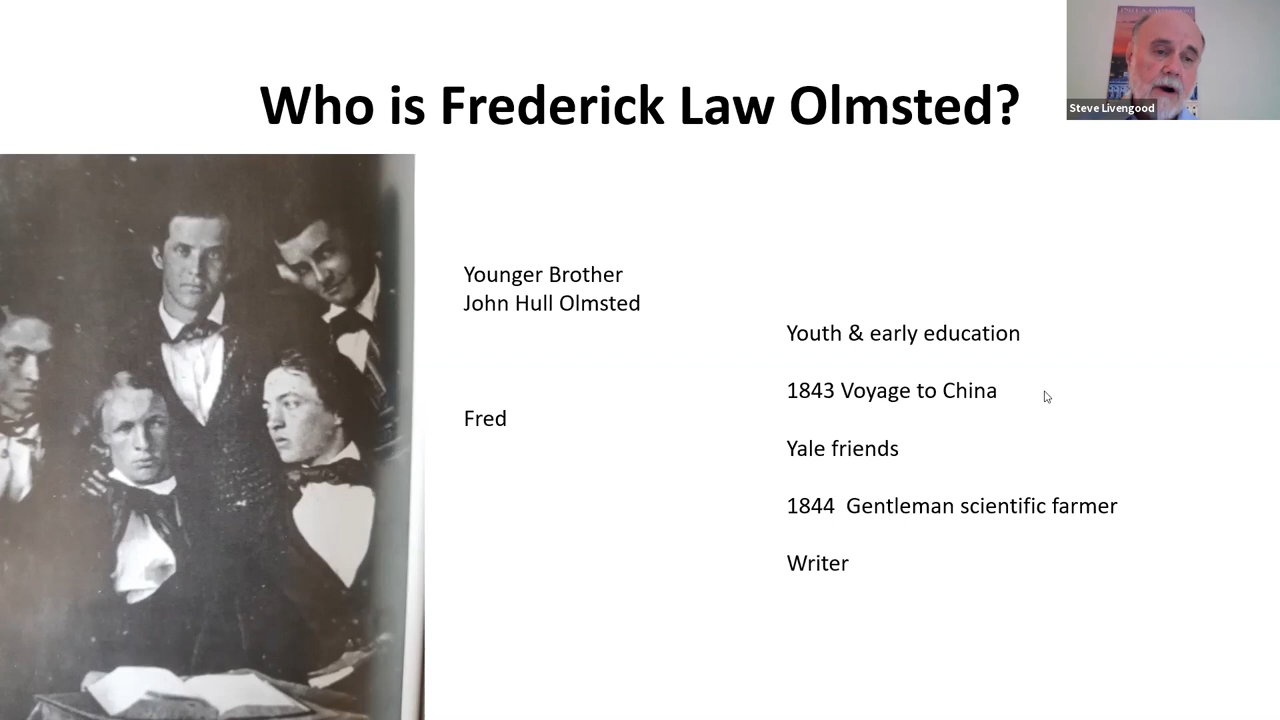 Who is Frederick Law Olmsted?
Steve Livengood
Younger Brother
John Hull Olmsted
Fred
Youth & early education
1843 Voyage to China
Yale friends
1844  Gentleman scientific farmer
Writer